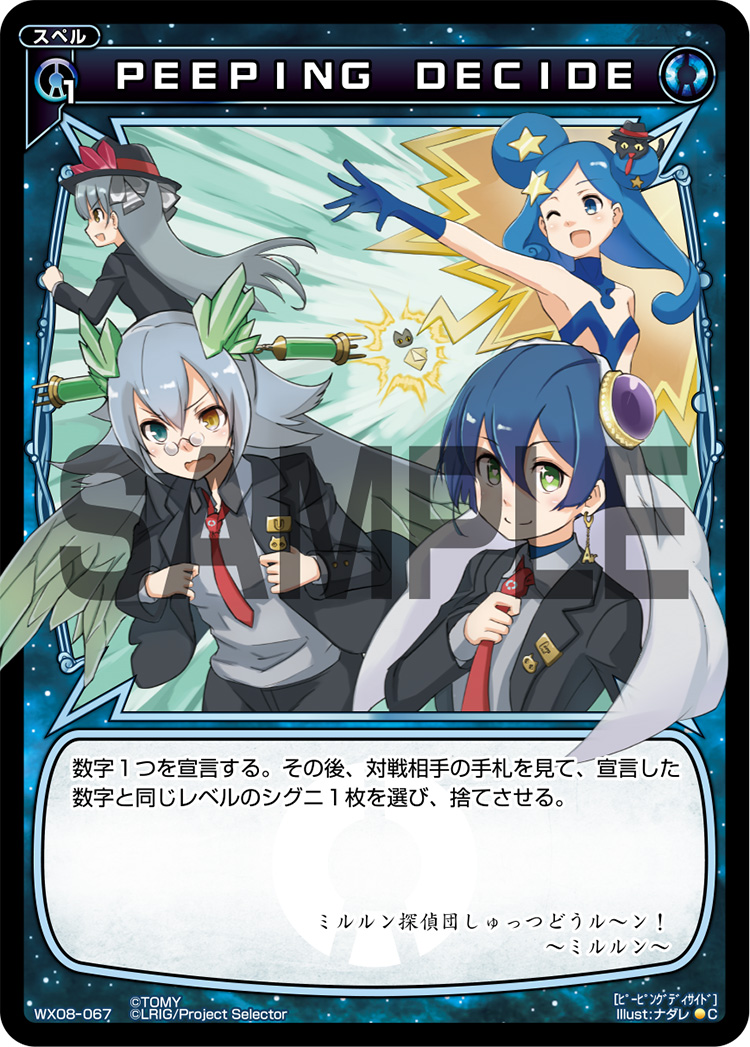 スペル
1
PEEPING DECIDE
SAMPLE
数字１つを宣言する。その後、対戦相手の手札を見て、宣言した
数字と同じレベルのシグニ１枚を選び、捨てさせる。
ミルルン探偵団しゅっつどうル～ン！
～ミルルン～
WX08-067
©TOMY
©LRIG/Project Selector
[ﾋﾟｰﾋﾟﾝｸﾞﾃﾞｨｻｲﾄﾞ]
Illust:ナダレ C